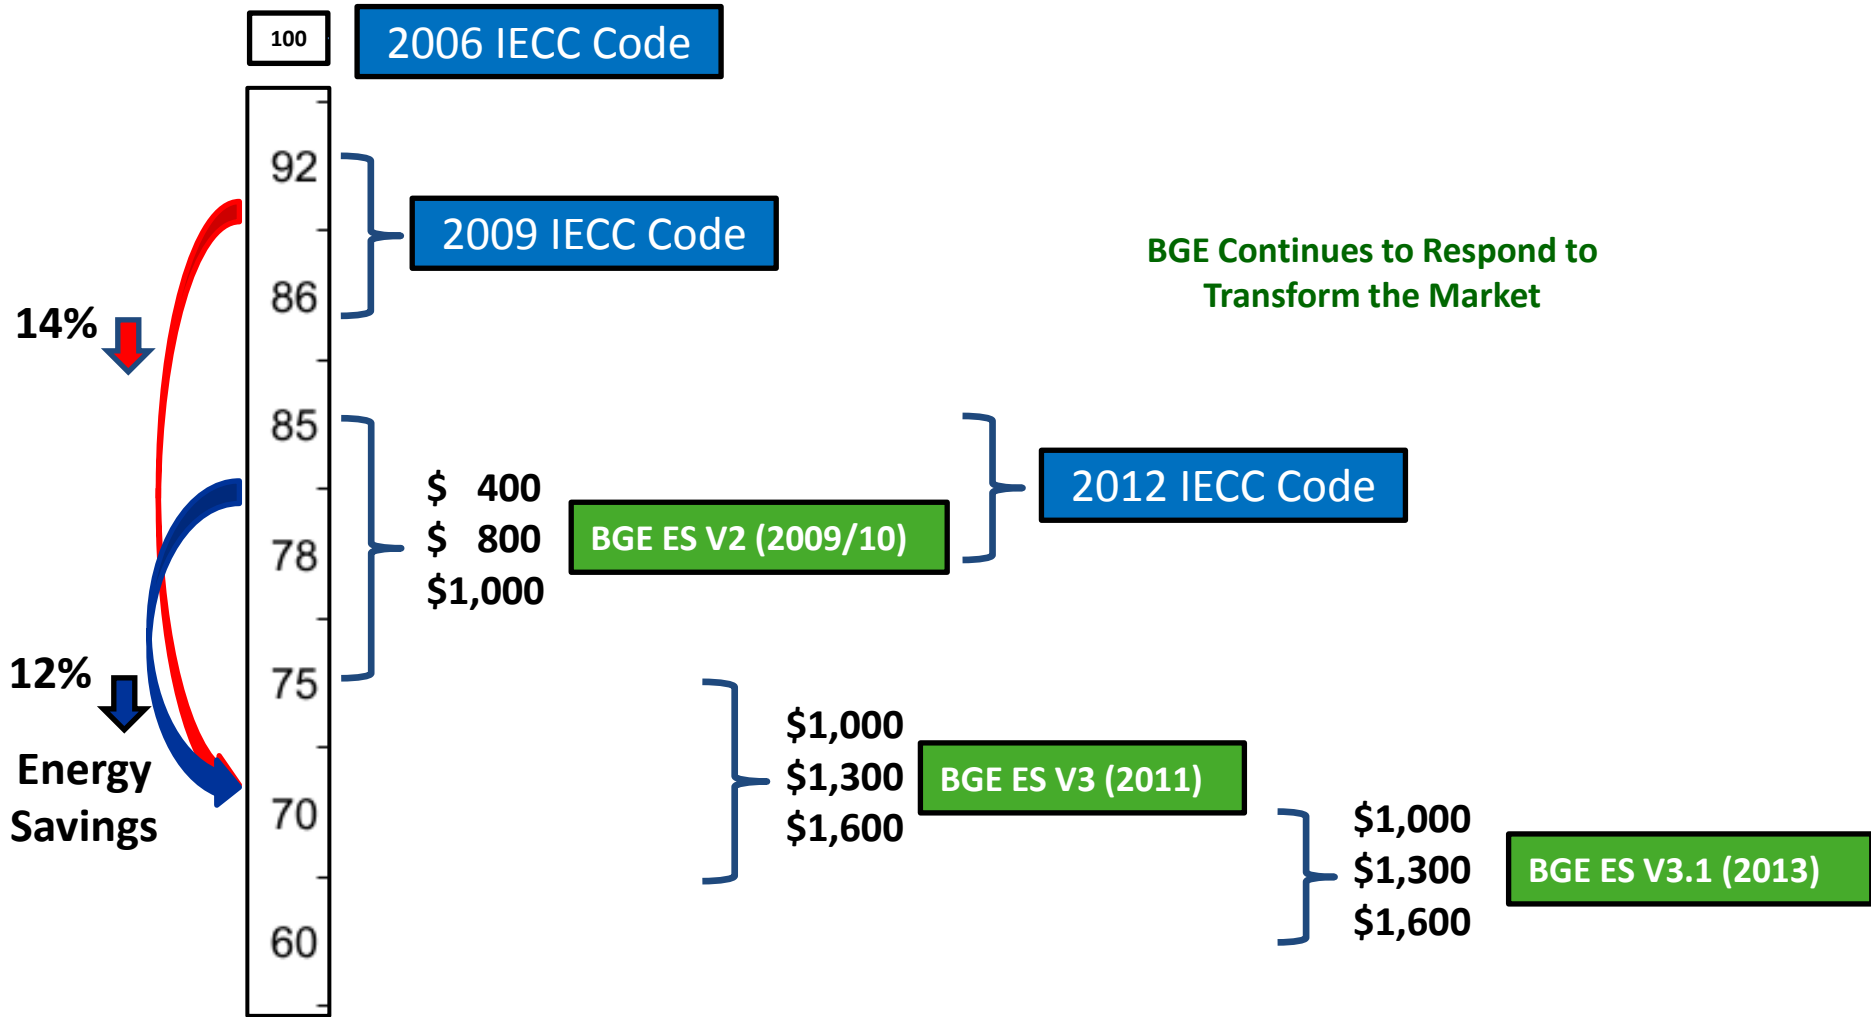 100
2006 IECC Code
92
2009 IECC Code
BGE Continues to Respond to
Transform the Market
86
14%
85
$ 400
$ 800
$1,000
BGE ES V2 (2009/10)
2012 IECC Code
78
75
12%
Energy
Savings
$1,000
$1,300
$1,600
BGE ES V3 (2011)
70
$1,000
$1,300
$1,600
BGE ES V3.1 (2013)
60